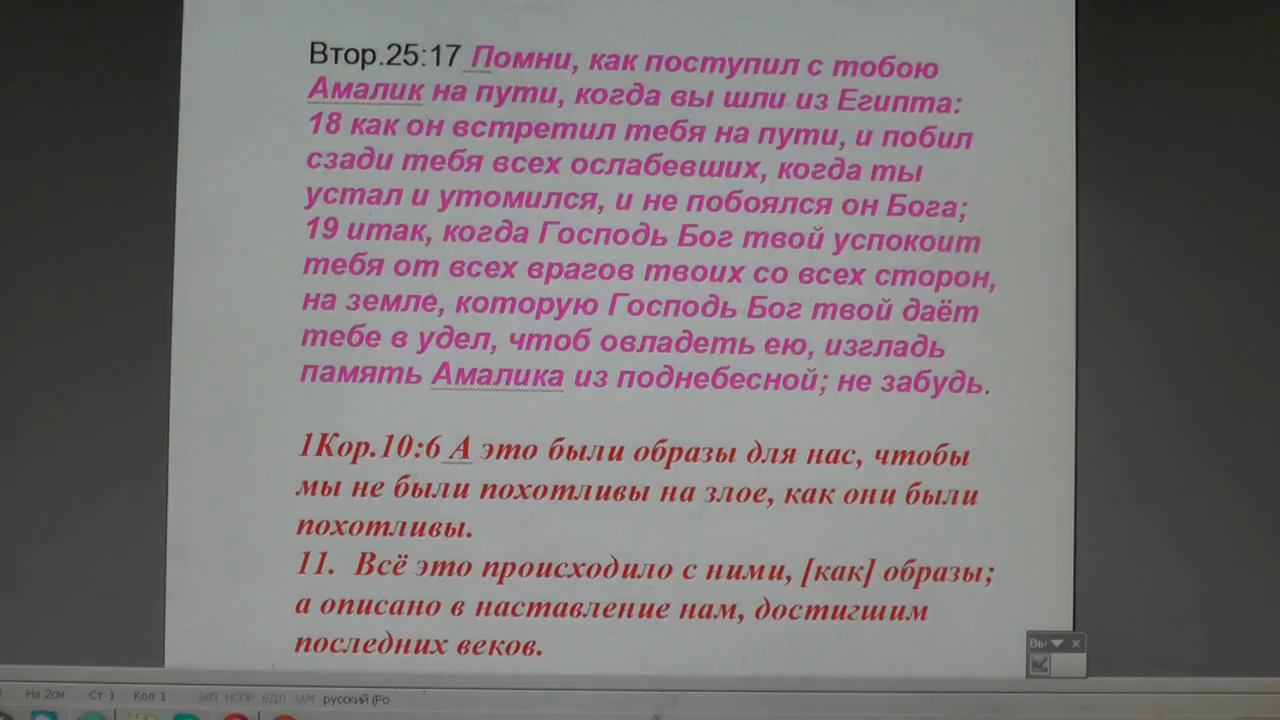 Втор.25:17 Помни, как поступил с тобою
Амалик на пути, когда вы шли из Египта:
18 как он встретил тебя на пути, и побил
сзади тебя всех ослабевших, когда ты
устал и утомился, и не побоялся он Бога;
19 итак, когда Господь Бог твой успокоит
тебя от всех врагов твоих со всех сторон,
на земле, которую Господь Бог твой даёт
тебе в удел, чтоб овладеть ею, изгладь
память Амалика из поднебесной; не забудь.
1Кор.10:6 А это были образы для нас, чтобы
мы не были похотливы на злое, как они были
похотливы.
11. Всё это происходило с ними, [как] образы;
а описано в наставление нам, достигшим
последних веков.
Вы
На 2см Ст 1 Кол 1 ЗАП ИСПР ВДЛ ЗАМ русский (Ро